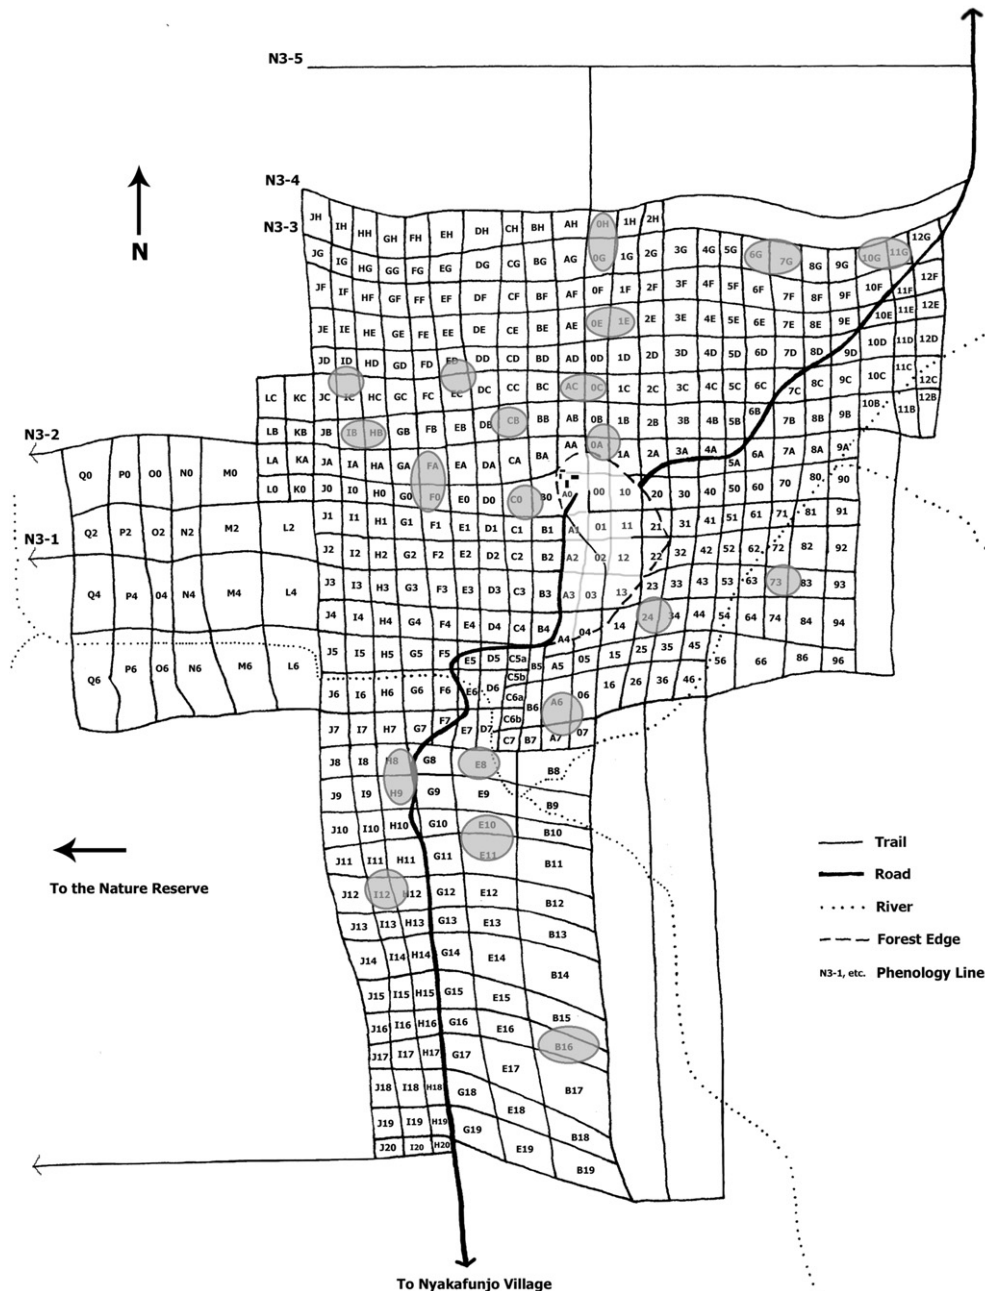 N3-5
N3-4
N3-3
N
JH IH HH GH FH EH DH CH BH AH 0H 1H 2H
12G
JG IG HG GG FG EG DG CG BG AG 0G 1G 2G 3G 4G 5G 6G 7G 8G 9G 10G 11G
JF IF HF GF FF EF DF CF BF AF 0F 1F 2F 3F 4F 5F 6F 7F 8F 9F 10F 11F 12F
JE IE HE GE FE EE DE CE BE AE 0E 1E 2E 3E 4E 5E 6E 7E 8E 9E 10E 11E 12E
JD ID HD GD FD ED DD CD BD AD 0D 1D 2D 3D 4D 5D 6D 7D 8D 9D 10D 11D 12D
LC KC JC IC HC GC FC EC DC CC BC AC 0C 1C 2C 3C 4C 5C 6C 7C 8C 9C 10C 11C 12C
N3-2
LB KB JB IB HB GB FB EB CB BB AB 0B 1B 2B 3B 4B 5B 6B 7B 8B 9B 10B 11B 12B
LA KA JA IA HA GA FA EA DA CA BA AA 0A 1A 2A 3A 4A 5A 6A 7A 8A 9A
Q0 P0 O0 N0 M0 L0 K0 J0 I0 H0 G0 F0 E0 D0 C0 B0 A0 00 10 20 30 40 50 60 70 80 90
J1 I1 H1 G1 F1 E1 D1 C1 B1 A1 01 11 21 31 41 51 61 71 81 91
N3-1
Q2 P2 O2 N2 M2 L2 J2 I2 H2 G2 F2 E2 D2 C2 B2 A2 02 12 22 32 42 52 62 72 82 92
J3 I3 H3 G3 F3 E3 D3 C3 B3 A3 03 13 23 33 43 53 63 73 83 93
Q4 P4 04 N4 M4 L4 J4 I4 H4 G4 F4 E4 D4 C4 B4 A4 04 14 24 34 44 54 64 74 84 94
J5 I5 H5 G5 F5 E5 D5 C5a B5 A5 05 15 25 35 45
C5b
Q6 P6 O6 N6 M6 L6 J6 I6 H6 G6 F6 E6 D6 C6a B6 A6 06 16 26 36 46 56 66 86 96
C6b
J7 I7 H7 G7 F7 E7 D7 C7 B7 A7 07
J8 I8 H8 G8 E8 B8
J9 I9 H9 G9 E9 B9
J10 I10 H10 G10 E10 B10
J11 I11 H11 G11 E11 B11
J12 I12 H12 G12 E12 B12
J13 I13 H13 G13 E13 B13
J14 I14 H14 G14 E14 B14
J15 I15 H15 G15 E15 B15
J16 I16 H16 G16 E16 B16
J17 I17 H17 G17 E17 B17
J18 I18 H18 G18 E18 B18
J19 I19 H19 G19 E19 B19
J20 I20 H20
To the Nature Reserve
Trail
Road
River
Forest Edge
N3-1, etc. Phenology Line
To Nyakafunjo Village